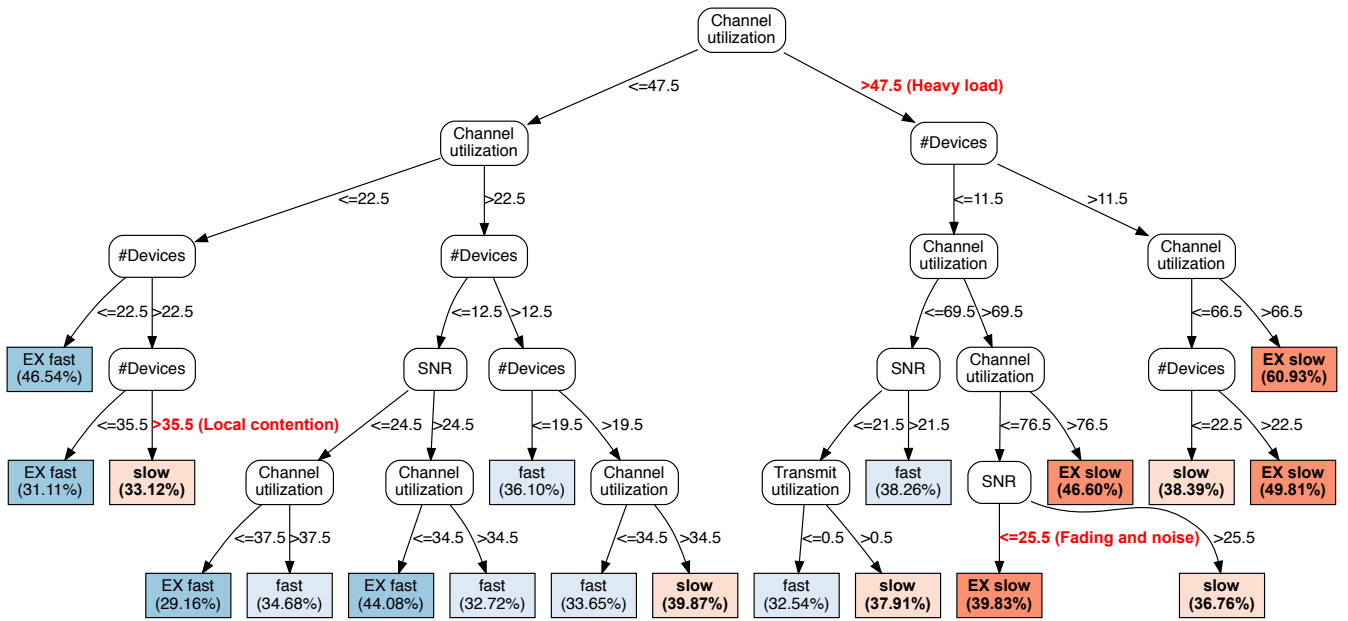 Channel
utilization
<=47.5
>47.5 (Heavy load)
Channel
utilization
#Devices
<=22.5
>22.5
<=11.5
>11.5
#Devices
#Devices
Channel
utilization
Channel
utilization
<=22.5
>22.5
<=12.5
>12.5
<=69.5
>69.5
<=66.5
>66.5
EX fast
(46.54%)
#Devices
SNR
#Devices
SNR
Channel
utilization
#Devices
EX slow
(60.93%)
<=35.5
>35.5 (Local contention)
<=24.5
>24.5
<=19.5
>19.5
<=21.5
>21.5
<=76.5
>76.5
<=22.5
>22.5
EX fast
(31.11%)
slow
(33.12%)
Channel
utilization
Channel
utilization
fast
(36.10%)
Channel
utilization
Transmit
utilization
fast
(38.26%)
SNR
EX slow
(46.60%)
slow
(38.39%)
EX slow
(49.81%)
<=37.5
>37.5
<=34.5
>34.5
<=34.5
>34.5
<=0.5
>0.5
<=25.5 (Fading and noise)
>25.5
EX fast
(29.16%)
fast
(34.68%)
EX fast
(44.08%)
fast
(32.72%)
fast
(33.65%)
slow
(39.87%)
fast
(32.54%)
slow
(37.91%)
EX slow
(39.83%)
slow
(36.76%)